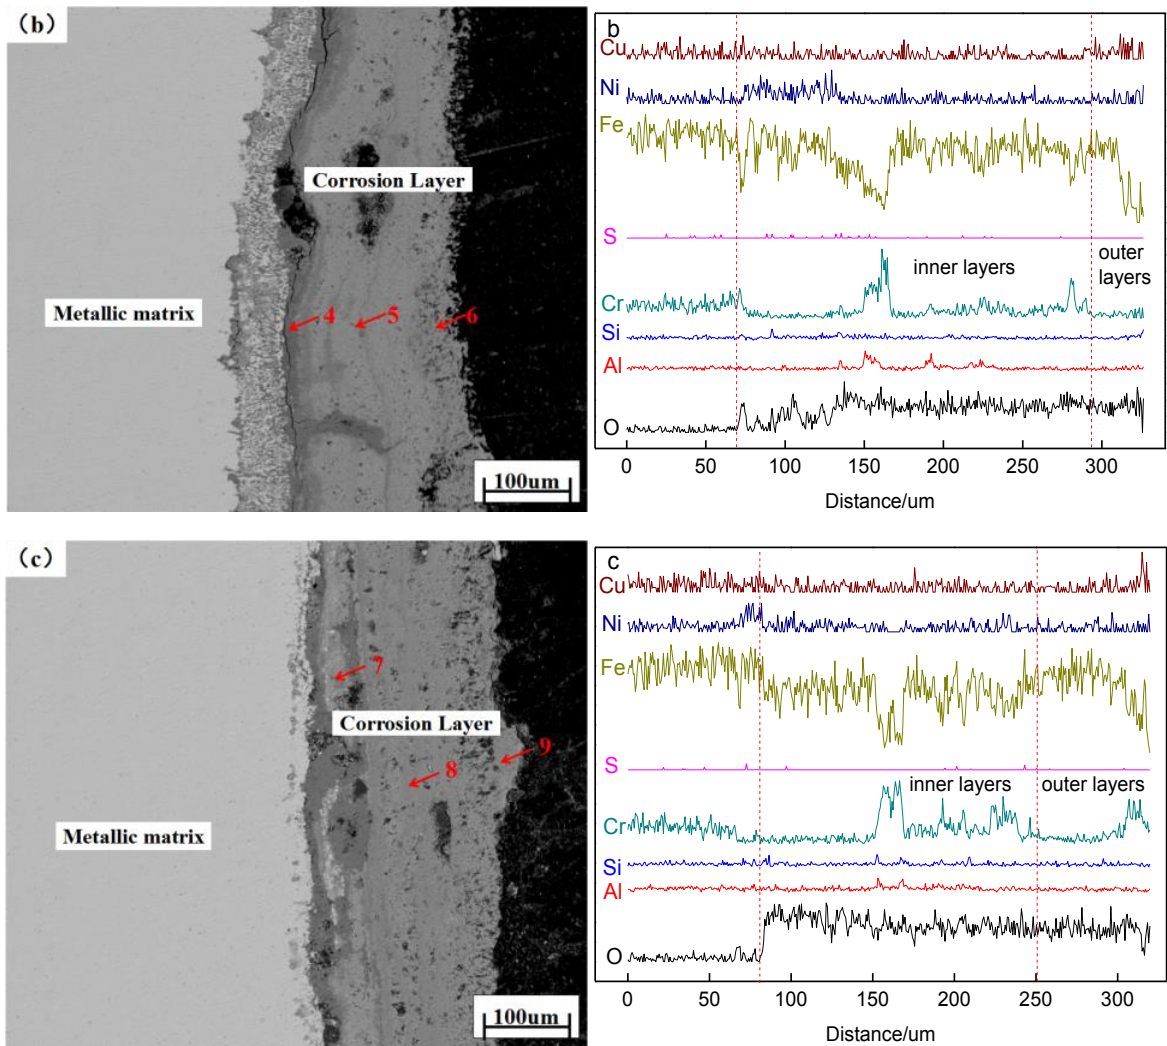 (b)
Corrosion Layer
Metallic matrix
4
5
6
100um
b
Cu
Ni
Fe
S
inner layers
outer
layers
Cr
Si
Al
O
0 50 100 150 200 250 300
Distance/um
(c)
7
Corrosion Layer
9
8
Metallic matrix
100um
c
Cu
Ni
Fe
S
inner layers
outer layers
Cr
Si
Al
O
0 50 100 150 200 250 300
Distance/um